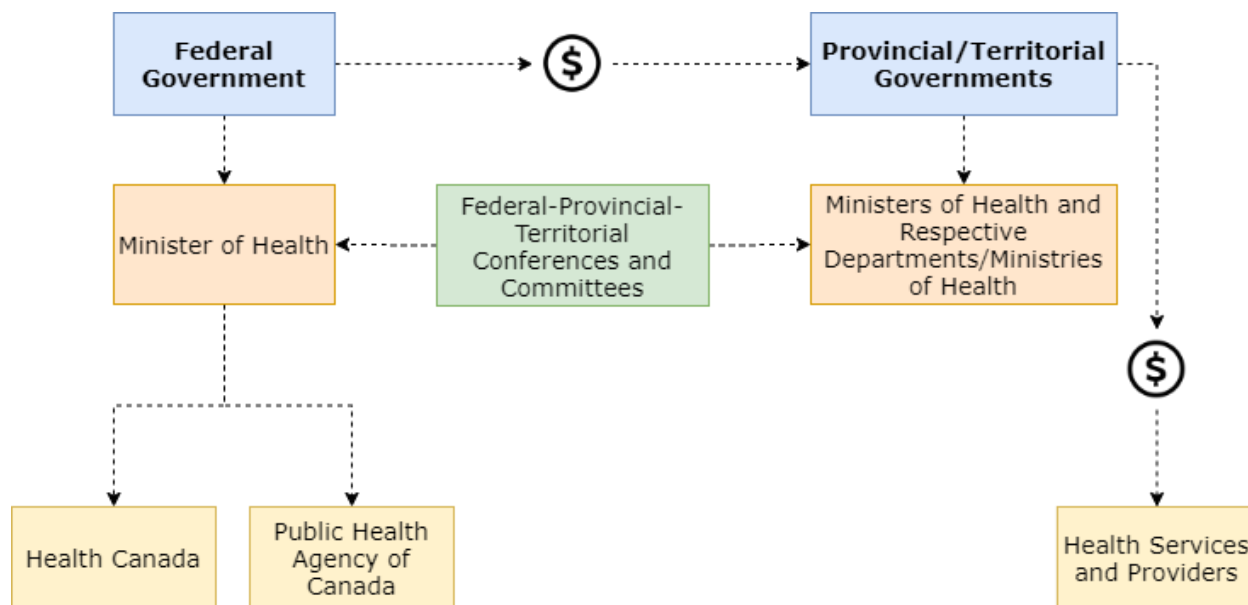 Federal
Government
$
Provincial/Territorial
Governments
Minister of Health
Federal-Provincial-
Territorial
Conferences and
Committees
Ministers of Health and
Respective
Departments/Ministries
of Health
$
Health Canada
Public Health
Agency of
Canada
Health Services
and Providers